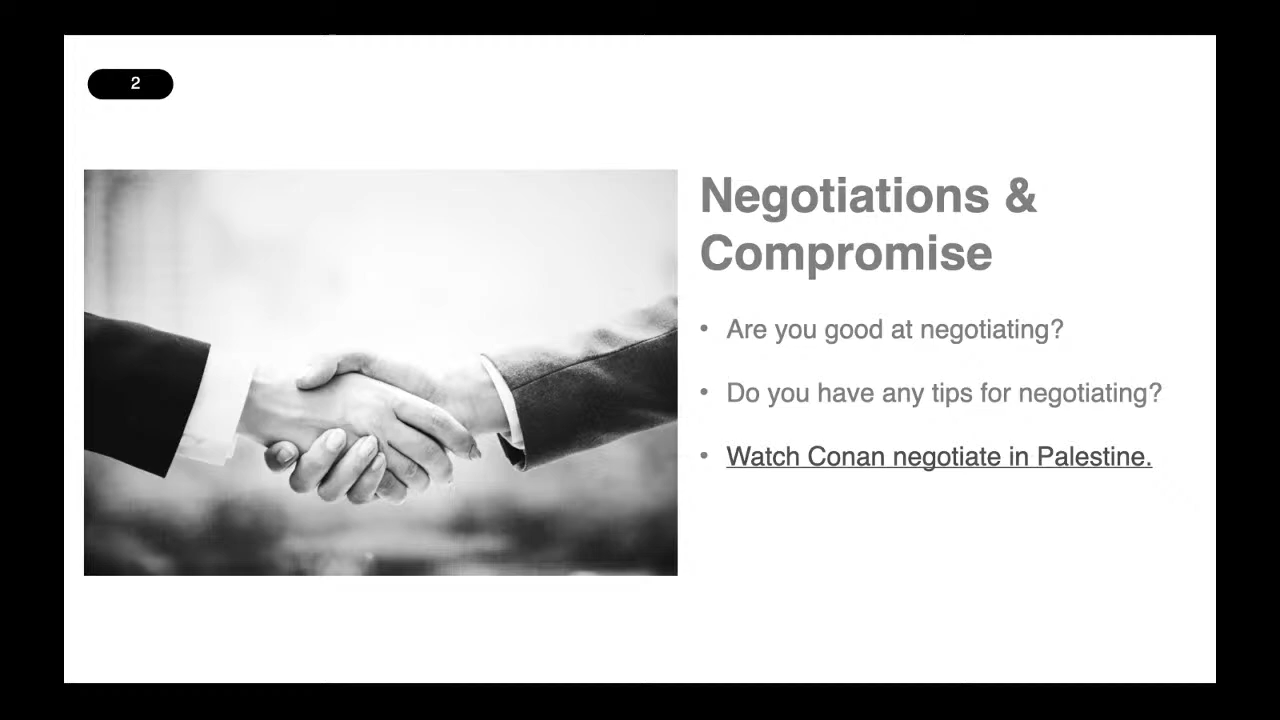 2
Negotiations &
Compromise
• Are you good at negotiating?
• Do you have any tips for negotiating?
• Watch Conan negotiate in Palestine.